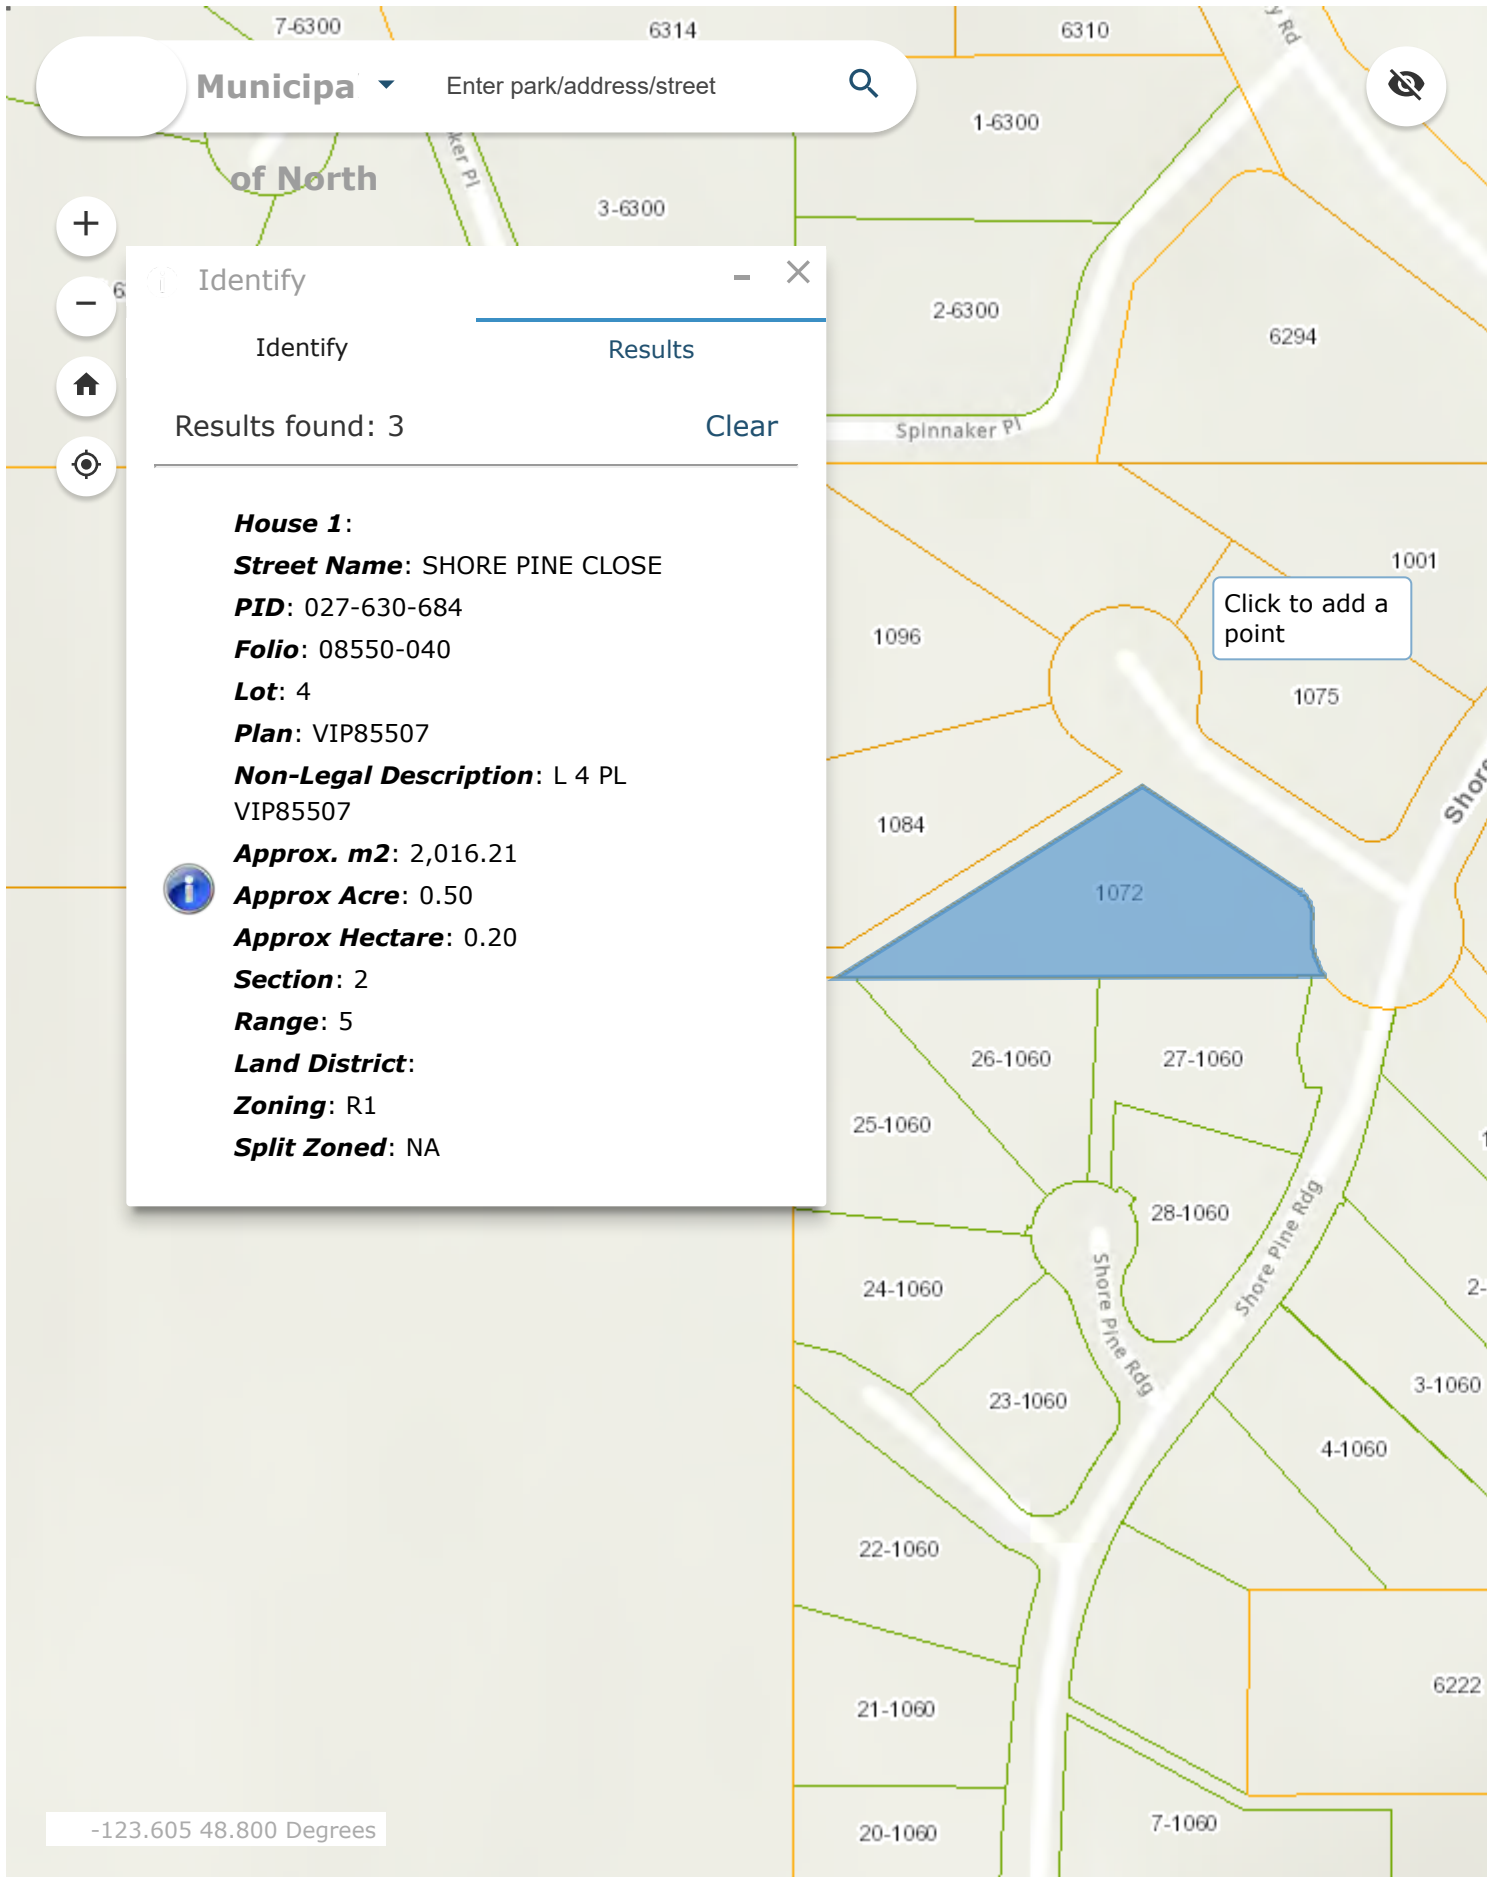 7-6300
6314
6310
y Rd
Municipa
Enter park/address/street
1-6300
ker Pl
of North
3-6300
2-6300
6294
Identify
Identify
Results
Spinnaker Pl
Results found: 3
Clear
House 1:
Street Name: SHORE PINE CLOSE
PID: 027-630-684
Folio: 08550-040
Lot: 4
Plan: VIP85507
Non-Legal Description: L 4 PL
VIP85507
Approx. m2: 2,016.21
Approx Acre: 0.50
Approx Hectare: 0.20
Section: 2
Range: 5
Land District:
Zoning: R1
Split Zoned: NA
1001
Click to add a
point
1096
1075
Shore
1084
1072
26-1060
27-1060
25-1060
28-1060
Shore Pine Rdg
24-1060
Shore Pine Rdg
2-
3-1060
23-1060
4-1060
22-1060
6222
21-1060
7-1060
20-1060
-123.605 48.800 Degrees